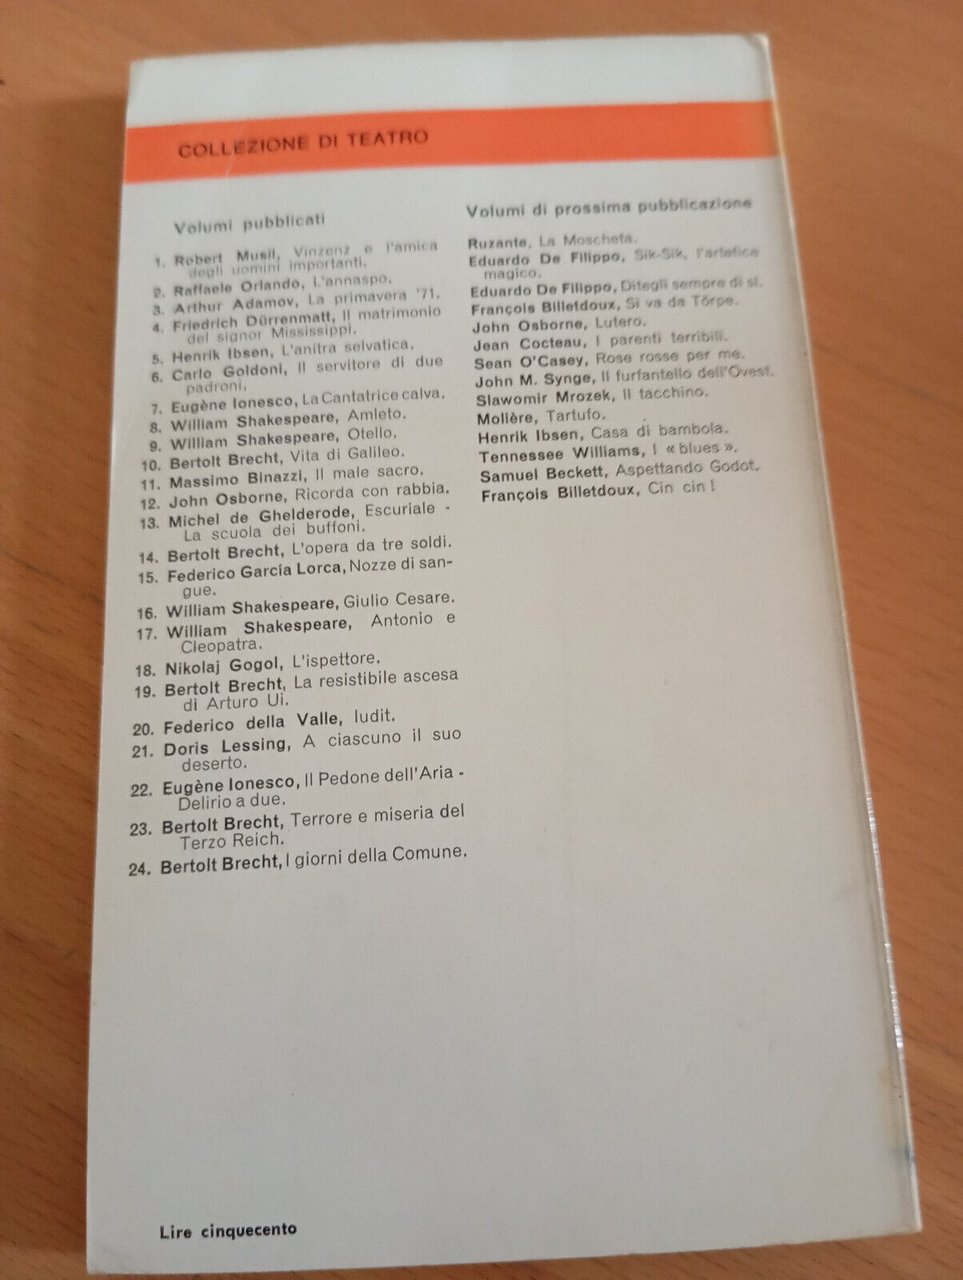 COLLEZIONE DI TEATRO
Volumi pubblicati
1. Robert Musil, Vinzenz e l'amica
degli uomini importanti.
2. Raffaele Orlando, L'annaspo.
3. Arthur Adamov, La primavera '71.
4. Friedrich Dürrenmatt, Il matrimonio
del signor Mississippi.
5. Henrik Ibsen, L'anitra selvatica.
6. Carlo Goldoni, Il servitore di due
padroni.
7. Eugène Ionesco, La Cantatrice calva.
8. William Shakespeare, Amleto.
9. William Shakespeare, Otello.
10. Bertolt Brecht, Vita di Galileo.
11. Massimo Binazzi, Il male sacro.
12. John Osborne, Ricorda con rabbia.
13. Michel de Ghelderode, Escuriale -
La scuola dei buffoni.
14. Bertolt Brecht, L'opera da tre soldi.
15. Federico García Lorca, Nozze di san-
gue.
16. William Shakespeare, Giulio Cesare.
17. William Shakespeare, Antonio e
Cleopatra.
18. Nikolaj Gogol, L'ispettore.
19. Bertolt Brecht, La resistibile ascesa
di Arturo Ui.
20. Federico della Valle, Iudit.
21. Doris Lessing, A ciascuno il suo
deserto.
22. Eugène Ionesco, Il Pedone dell'Aria -
Delirio a due.
23. Bertolt Brecht, Terrore e miseria del
Terzo Reich.
24. Bertolt Brecht, I giorni della Comune.
Volumi di prossima pubblicazione
Ruzante, La Moscheta.
Eduardo De Filippo, Sik-Sik, l'artefice
magico.
Eduardo De Filippo, Ditegli sempre di sí.
François Billetdoux, Si va da Törpe.
John Osborne, Lutero.
Jean Cocteau, I parenti terribili.
Sean O'Casey, Rose rosse per me.
John M. Synge, Il furfantello dell'Ovest.
Slawomir Mrozek, Il tacchino.
Molière, Tartufo.
Henrik Ibsen, Casa di bambola.
Tennessee Williams, I « blues ».
Samuel Beckett, Aspettando Godot.
François Billetdoux, Cin cin!
Lire cinquecento